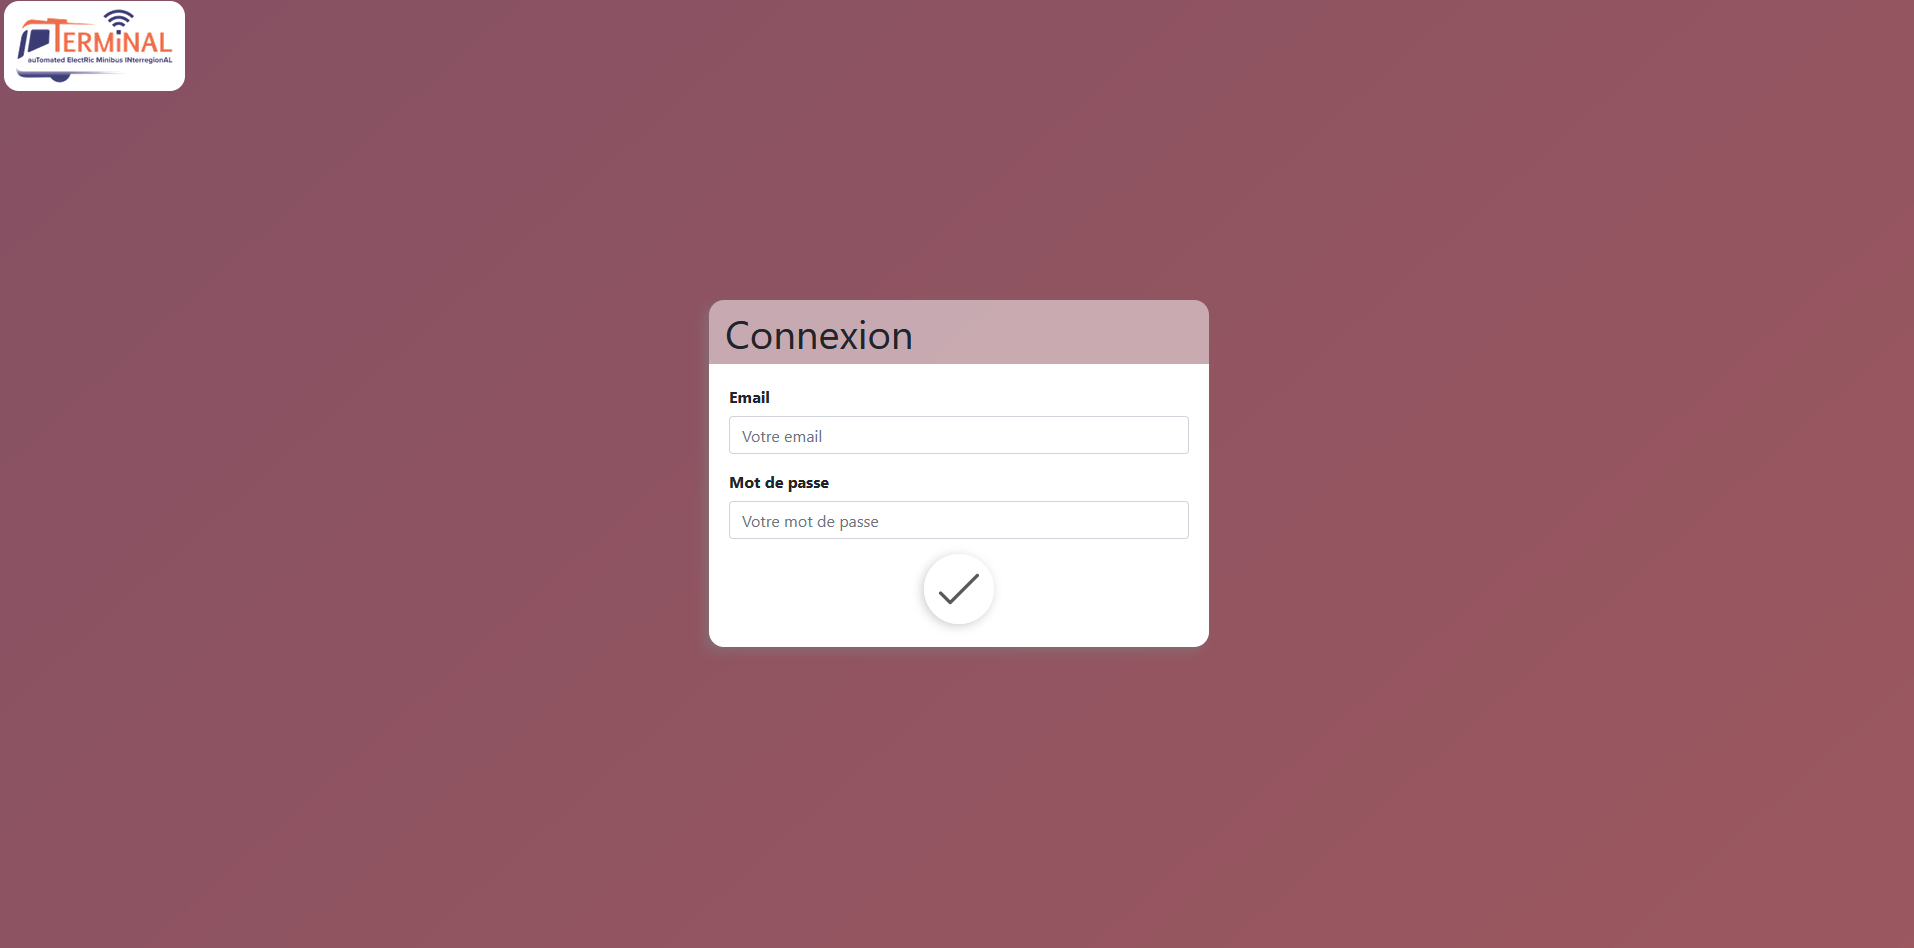 TERMiNAL
auTomated ElectRic Minibus INterregionAL
Connexion
Email
Votre email
Mot de passe
Votre mot de passe